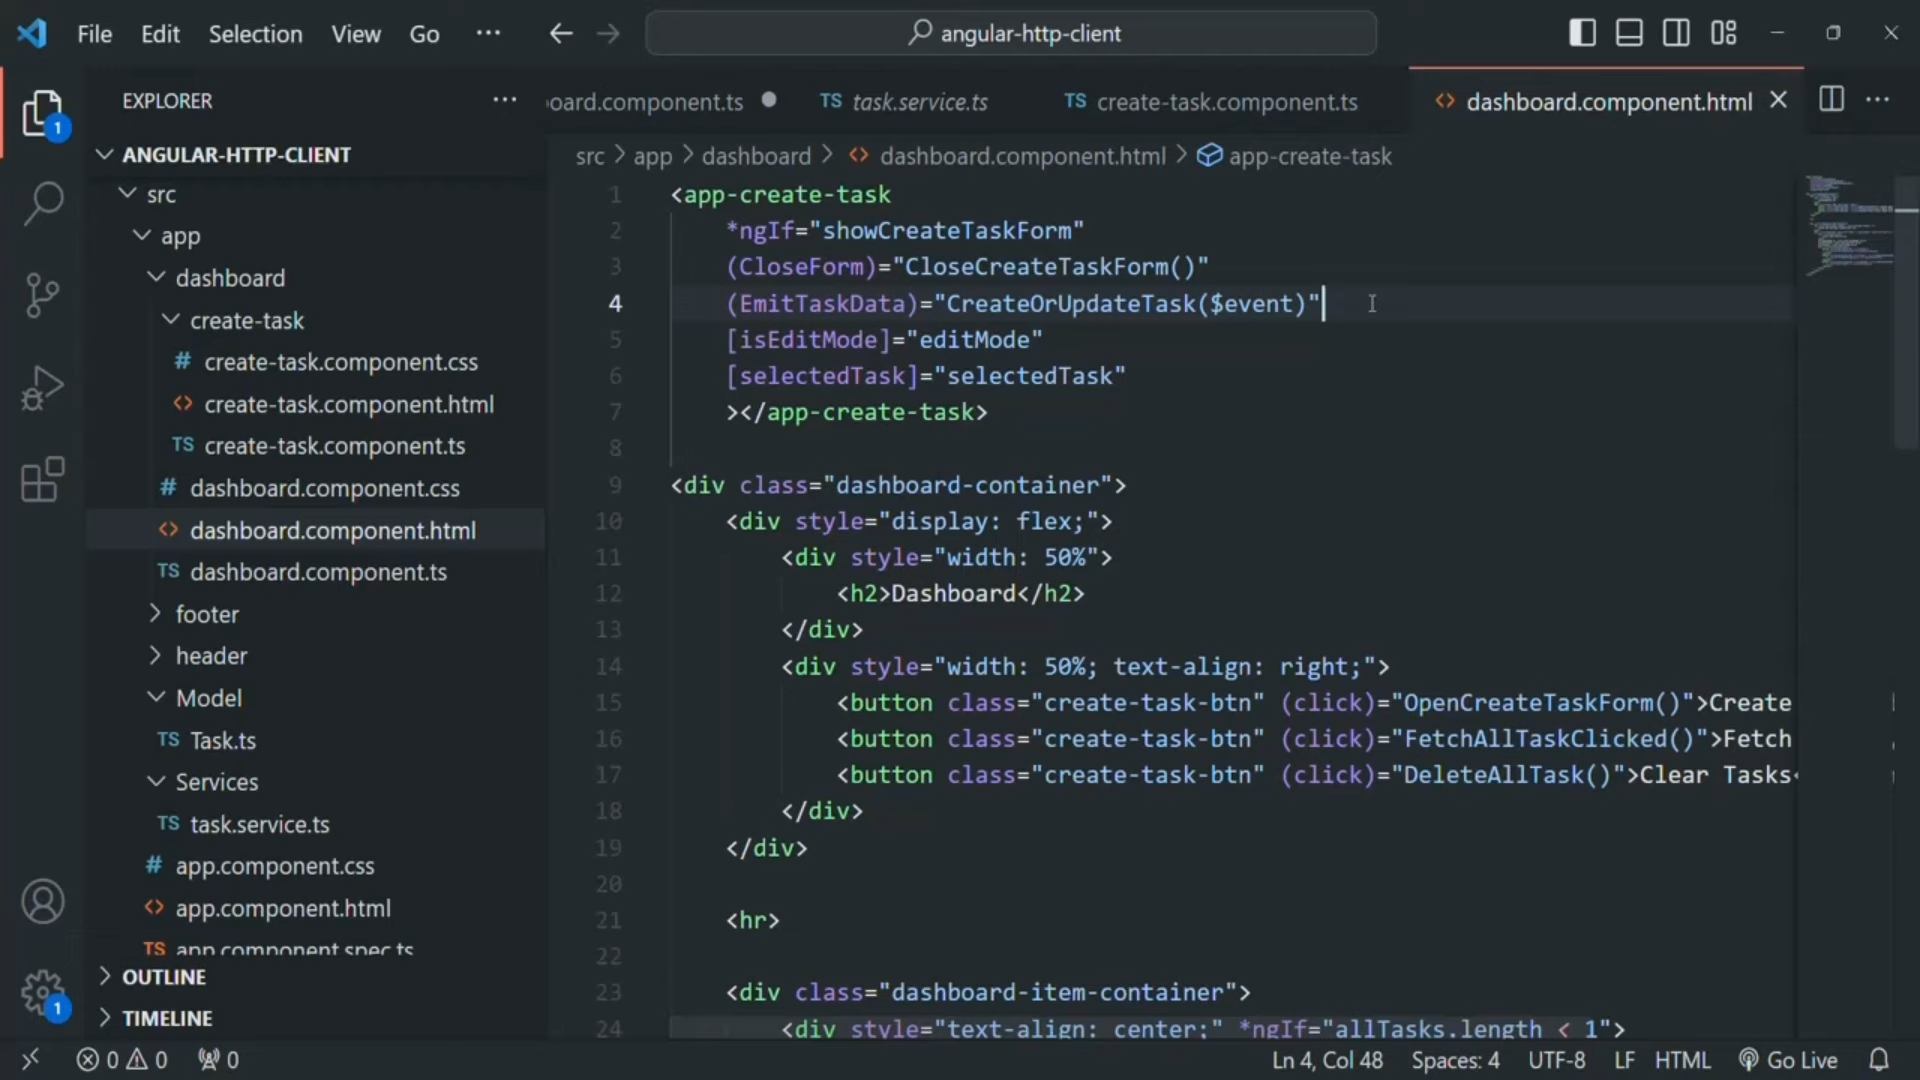 File Edit Selection View Go ··· angular-http-client
EXPLORER ···
ANGULAR-HTTP-CLIENT
src
app
dashboard
create-task
# create-task.component.css
<> create-task.component.html
TS create-task.component.ts
# dashboard.component.css
<> dashboard.component.html
TS dashboard.component.ts
footer
header
Model
TS Task.ts
Services
TS task.service.ts
# app.component.css
<> app.component.html
TS app.component.spec.ts
OUTLINE
TIMELINE
1
1
oard.component.ts TS task.service.ts TS create-task.component.ts <> dashboard.component.html ···
src > app > dashboard > <> dashboard.component.html > app-create-task
1 <app-create-task
2 *ngIf="showCreateTaskForm"
3 (CloseForm)="CloseCreateTaskForm()"
4 (EmitTaskData)="CreateOrUpdateTask($event)"
5 [isEditMode]="editMode"
6 [selectedTask]="selectedTask"
7 ></app-create-task>
8
9 <div class="dashboard-container">
10 <div style="display: flex;">
11 <div style="width: 50%">
12 <h2>Dashboard</h2>
13 </div>
14 <div style="width: 50%; text-align: right;">
15 <button class="create-task-btn" (click)="OpenCreateTaskForm()">Create
16 <button class="create-task-btn" (click)="FetchAllTaskClicked()">Fetch
17 <button class="create-task-btn" (click)="DeleteAllTask()">Clear Tasks<
18 </div>
19 </div>
20
21 <hr>
22
23 <div class="dashboard-item-container">
24 <div style="text-align: center;" *ngIf="allTasks.length < 1">
0 0 0 Ln 4, Col 48 Spaces: 4 UTF-8 LF HTML Go Live